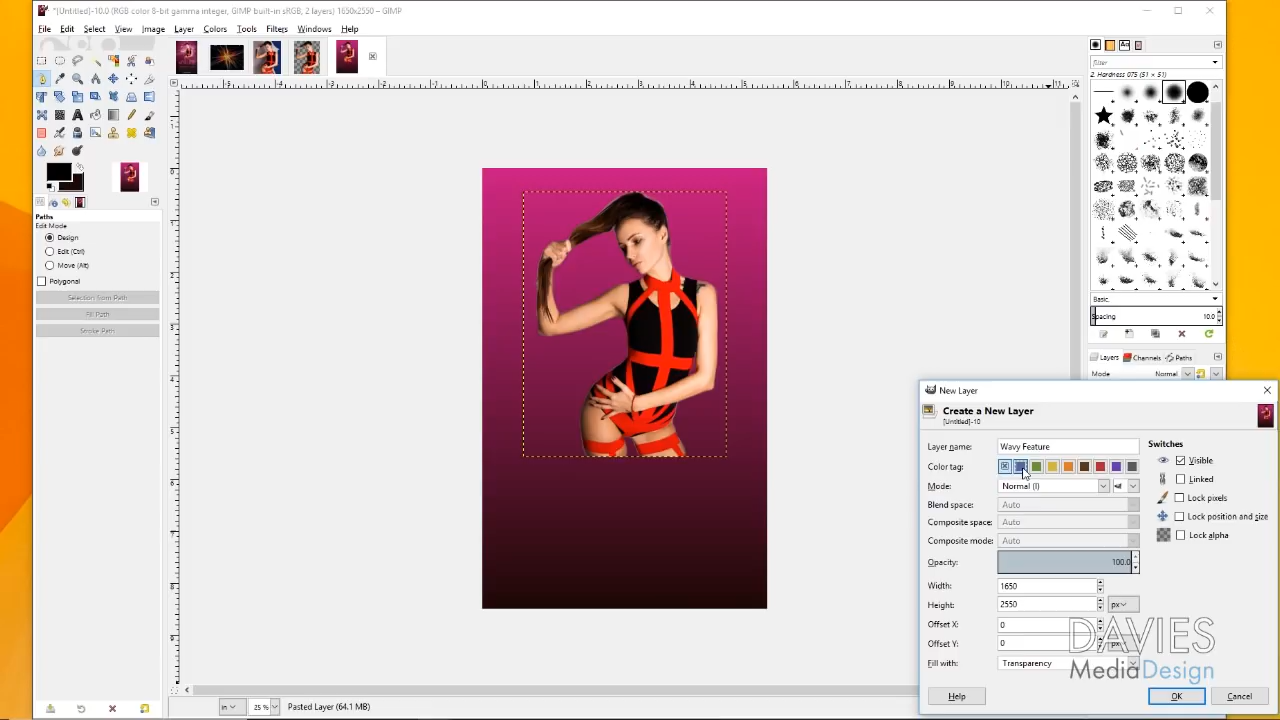 *[Untitled]-10.0 (RGB color 8-bit gamma integer, GIMP built-in sRGB, 2 layers) 1650x2550 – GIMP
File Edit Select View Image Layer Colors Tools Filters Windows Help
filter
2. Hardness 075 (51 × 51)
Paths
Edit Mode
Design
Edit (Ctrl)
Move (Alt)
Polygonal
Selection from Path
Fill Path
Stroke Path
Basic,
Spacing 10.0
Layers Channels Paths
Mode Normal
New Layer
Create a New Layer
[Untitled]-10
Layer name: Wavy Feature
Color tag:
Mode: Normal (l)
Blend space: Auto
Composite space: Auto
Composite mode: Auto
Opacity: 100.0
Width: 1650
Height: 2550 px
Offset X: 0
Offset Y: 0 px
Fill with: Transparency
Switches
Visible
Linked
Lock pixels
Lock position and size
Lock alpha
DAVIES
MediaDesign
Help OK Cancel
in 25 % Pasted Layer (64.1 MB)